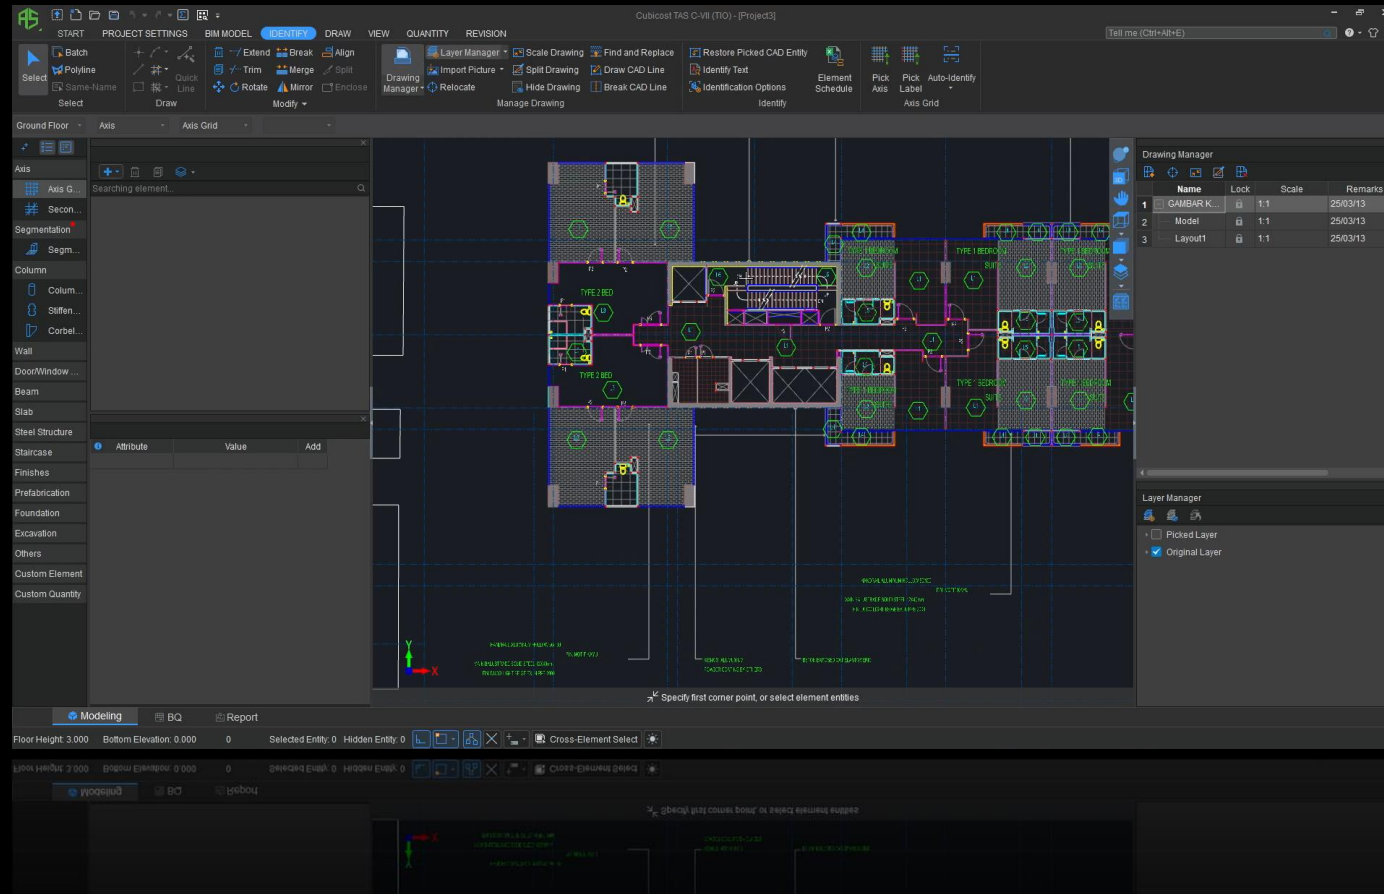 Cubicost TAS C-VII (TIO) - [Project3]
START PROJECT SETTINGS BIM MODEL IDENTIFY DRAW VIEW QUANTITY REVISION
Tell me (Ctrl+Alt+E)
Select
Batch
Polyline
Same-Name
Select
Quick Line
Draw
Extend Break Align
Trim Merge Split
Rotate Mirror Enclose
Modify
Drawing Manager
Layer Manager Scale Drawing Find and Replace
Import Picture Split Drawing Draw CAD Line
Relocate Hide Drawing Break CAD Line
Manage Drawing
Restore Picked CAD Entity
Identify Text
Identification Options
Element Schedule
Identify
Pick Axis
Pick Label
Auto-Identify
Axis Grid
Ground Floor Axis Axis Grid
Axis
Axis G...
Secon...
Segmentation
Segm...
Column
Colum...
Stiffen...
Corbel...
Wall
Door/Window ...
Beam
Slab
Steel Structure
Staircase
Finishes
Prefabrication
Foundation
Excavation
Others
Custom Element
Custom Quantity
Searching element...
Attribute Value Add
TYPE 2 BED
TYPE 2 BED
TYPE 1 BEDROOM
SUITE
Y
X
Specify first corner point, or select element entities
Drawing Manager
Name Lock Scale Remarks
1 GAMBAR K... 1:1 25/03/13
2 Model 1:1 25/03/13
3 Layout1 1:1 25/03/13
Layer Manager
Picked Layer
Original Layer
Modeling BQ Report
Floor Height: 3.000 Bottom Elevation: 0.000 0 Selected Entity: 0 Hidden Entity: 0 Cross-Element Select